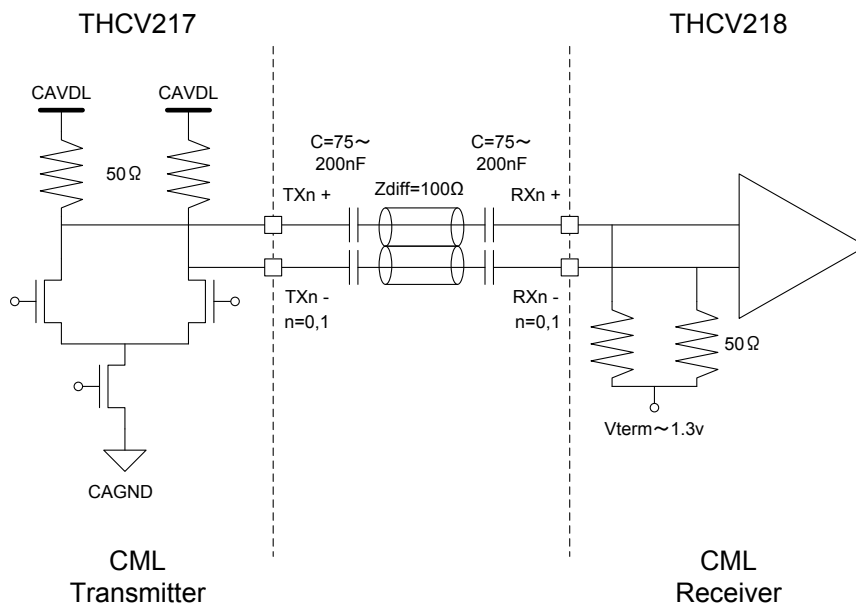 THCV217
THCV218
CAVDL
CAVDL
50Ω
C=75～
200nF
C=75～
200nF
Zdiff=100Ω
TXn +
RXn +
TXn -
n=0,1
RXn -
n=0,1
50Ω
Vterm～1.3v
CAGND
CML
Transmitter
CML
Receiver